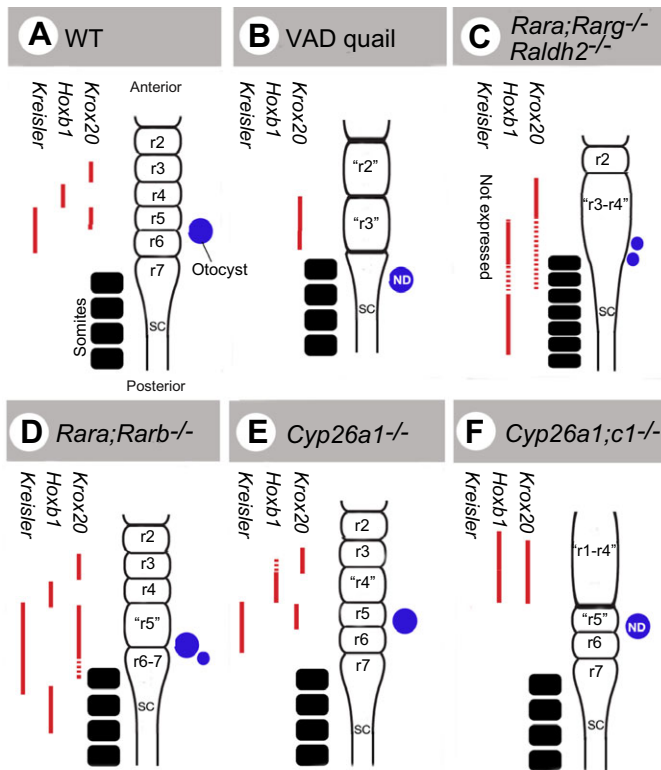 A WT
Kreisler
Hoxb1
Krox20
Anterior
r2
r3
r4
r5
r6
r7
Otocyst
Somites
SC
Posterior
B VAD quail
Kreisler
Hoxb1
Krox20
"r2"
"r3"
ND
SC
C Rara;Rarg-/-
Raldh2-/-
Kreisler
Hoxb1
Krox20
Not expressed
r2
"r3-r4"
SC
D Rara;Rarb-/-
Kreisler
Hoxb1
Krox20
r2
r3
r4
"r5"
r6-7
SC
E Cyp26a1-/-
Kreisler
Hoxb1
Krox20
r2
r3
"r4"
r5
r6
r7
SC
F Cyp26a1;c1-/-
Kreisler
Hoxb1
Krox20
"r1-r4"
"r5"
ND
r6
r7
SC